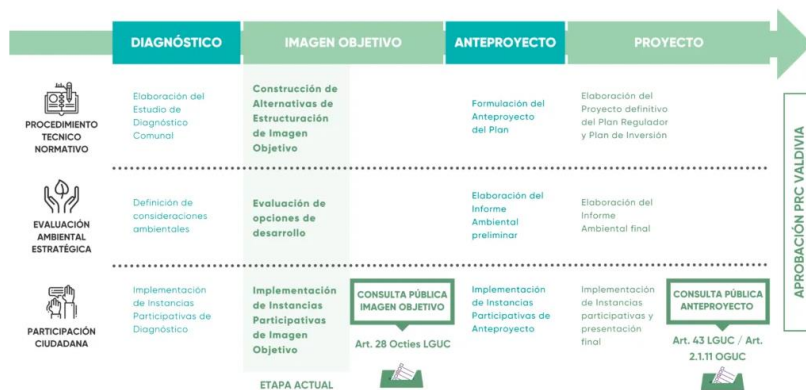 DIAGNÓSTICO
IMAGEN OBJETIVO
ANTEPROYECTO
PROYECTO
PROCEDIMIENTO
TECNICO
NORMATIVO
Elaboración del
Estudio de
Diagnóstico
Comunal
Construcción de
Alternativas de
Estructuración
de Imagen
Objetivo
Formulación del
Anteproyecto
del Plan
Elaboración del
Proyecto definitivo
del Plan Regulador
y Plan de Inversión
EVALUACIÓN
AMBIENTAL
ESTRATÉGICA
Definición de
consideraciones
ambientales
Evaluación de
opciones de
desarrollo
Elaboración del
Informe
Ambiental
preliminar
Elaboración del
Informe
Ambiental final
PARTICIPACIÓN
CIUDADANA
Implementación
de Instancias
Participativas de
Diagnóstico
Implementación
de Instancias
Participativas
de Imagen
Objetivo
CONSULTA PÚBLICA
IMAGEN OBJETIVO
Art. 28 Octies LGUC
Implementación
de Instancias
Participativas de
Anteproyecto
Implementación
de Instancias
participativas y
presentación
final
CONSULTA PÚBLICA
ANTEPROYECTO
Art. 43 LGUC / Art.
2.1.11 OGUC
ETAPA ACTUAL
APROBACIÓN PRC VALDIVIA